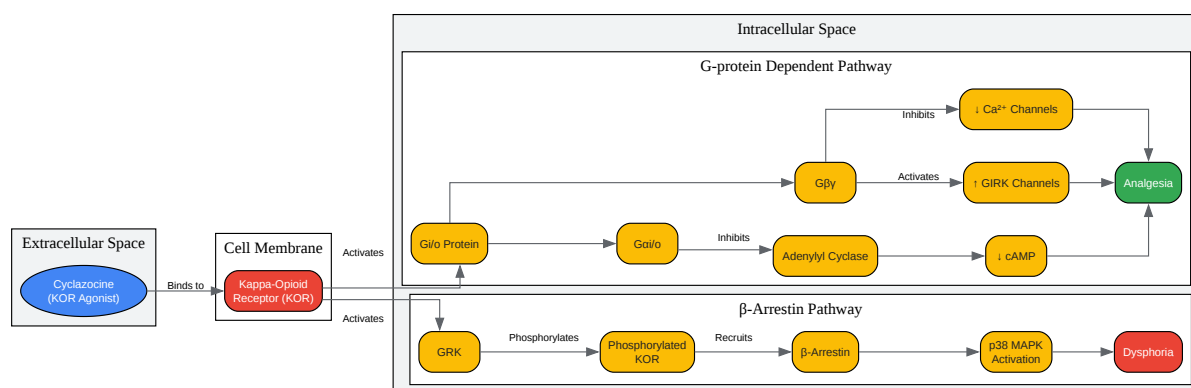 Intracellular Space
G-protein Dependent Pathway
↓ Ca²⁺ Channels
Inhibits
Gβγ
Activates
↑ GIRK Channels
Analgesia
Extracellular Space
Cell Membrane
Activates
Gi/o Protein
Gαi/o
Inhibits
Adenylyl Cyclase
↓ cAMP
Cyclazocine
(KOR Agonist)
Binds to
Kappa-Opioid
Receptor (KOR)
Activates
β-Arrestin Pathway
GRK
Phosphorylates
Phosphorylated
KOR
Recruits
β-Arrestin
p38 MAPK
Activation
Dysphoria